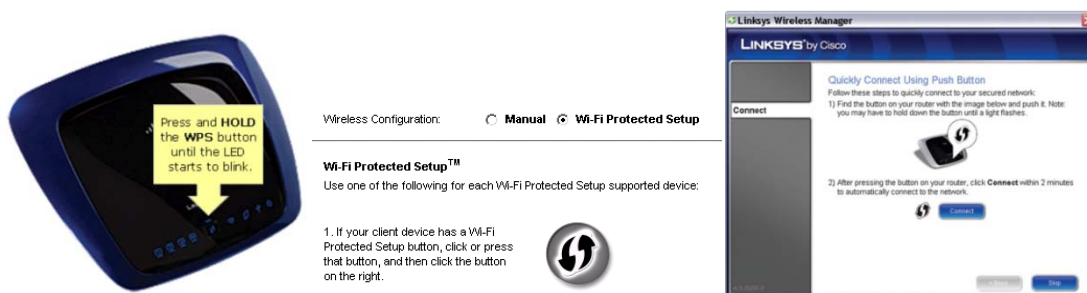 Press and HOLD
the WPS button
until the LED
starts to blink.
Wireless Configuration: Manual Wi-Fi Protected Setup
Wi-Fi Protected Setup™
Use one of the following for each Wi-Fi Protected Setup supported device:
1. If your client device has a Wi-Fi
Protected Setup button, click or press
that button, and then click the button
on the right.
Linksys Wireless Manager
LINKSYS by Cisco
Connect
Quickly Connect Using Push Button
Follow these steps to quickly connect to your secured network:
1) Find the button on your router with the image below and push it. Note:
you may have to hold down the button until a light flashes.
2) After pressing the button on your router, click Connect within 2 minutes
to automatically connect to the network.
Connect
Skip